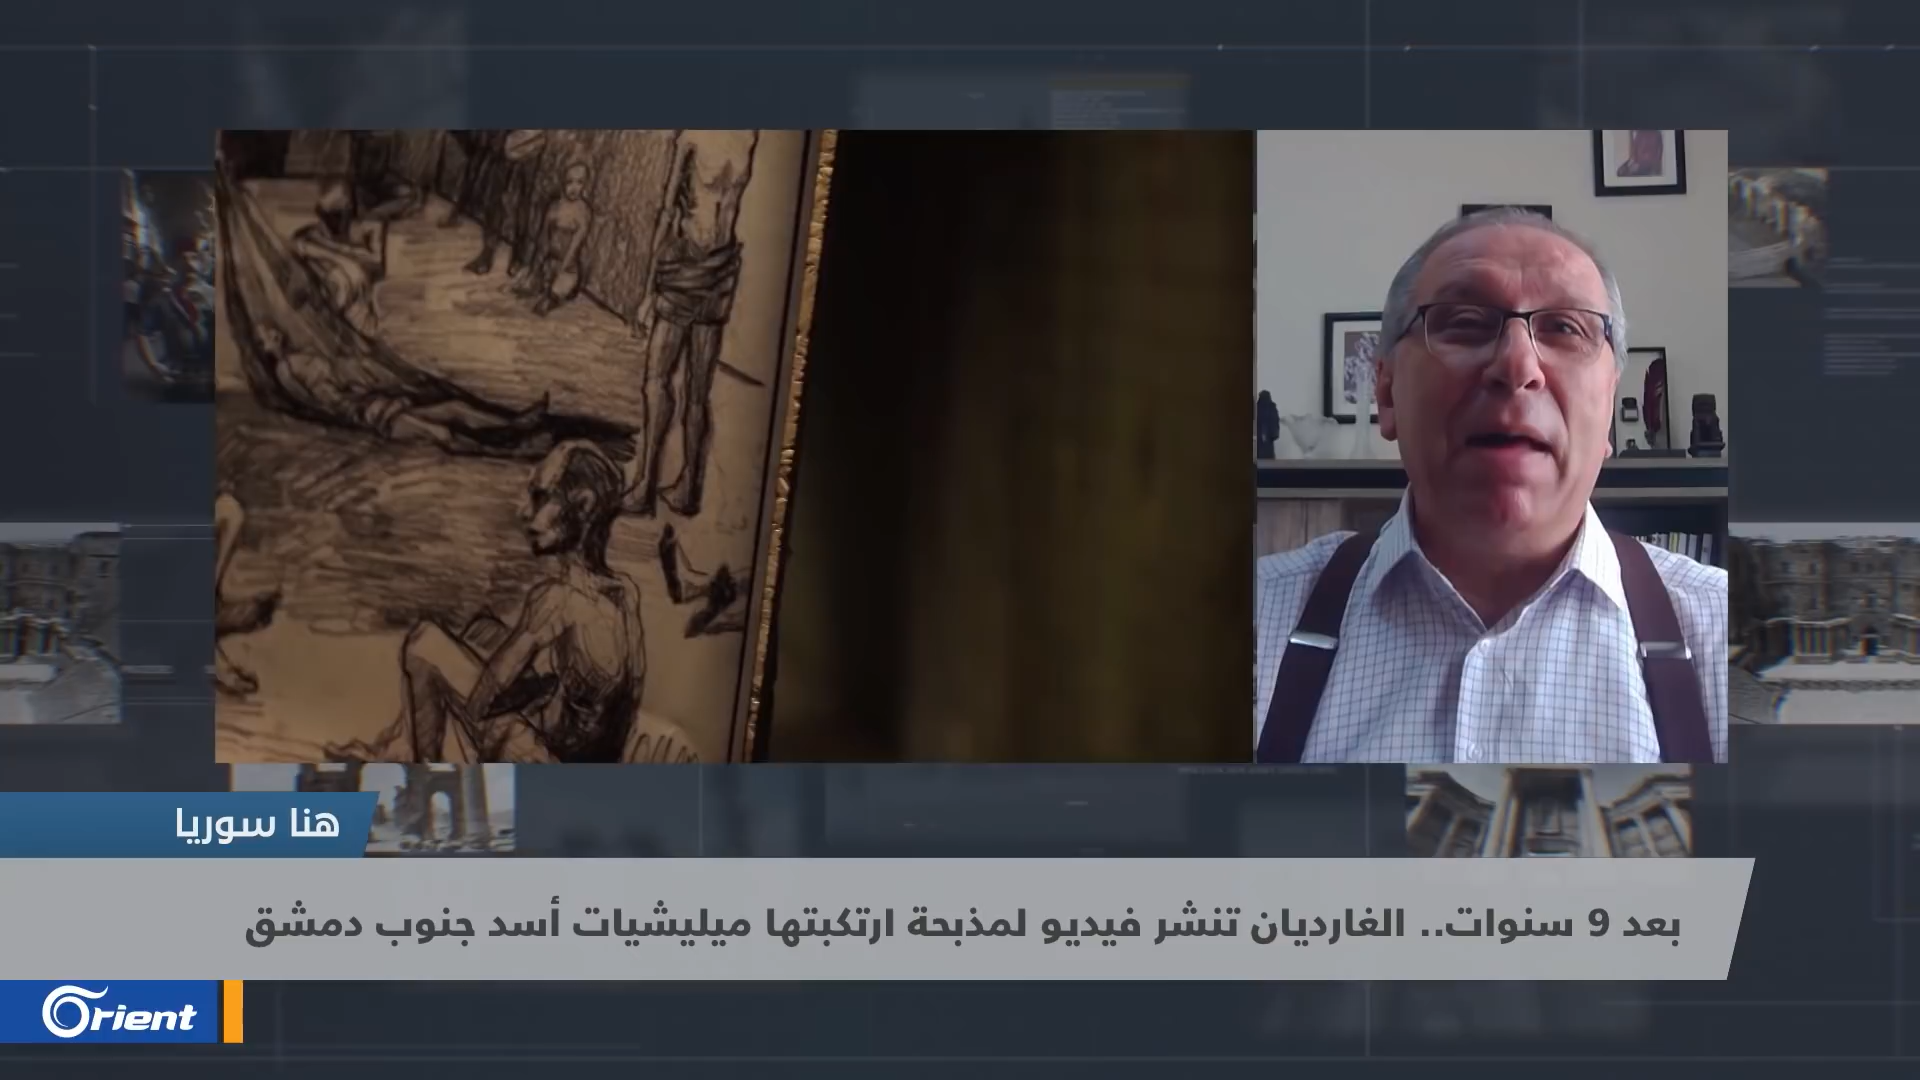 هنا سوريا
بعد 9 سنوات.. الغارديان تنشر فيديو لمذبحة ارتكبتها ميليشيات أسد جنوب دمشق
Orient